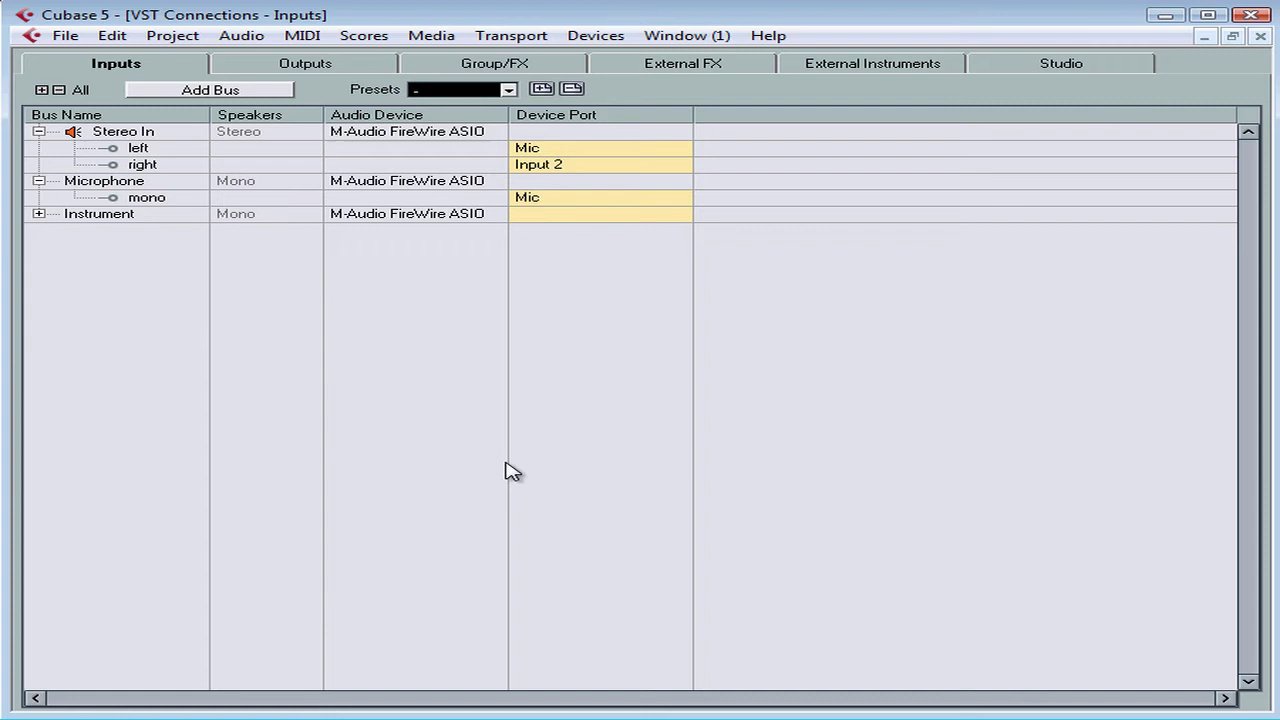 Cubase 5 - [VST Connections - Inputs]
File Edit Project Audio MIDI Scores Media Transport Devices Window (1) Help
Inputs Outputs Group/FX External FX External Instruments Studio
All Add Bus Presets -
Bus Name Speakers Audio Device Device Port
Stereo In Stereo M-Audio FireWire ASIO
left Mic
right Input 2
Microphone Mono M-Audio FireWire ASIO
mono Mic
Instrument Mono M-Audio FireWire ASIO